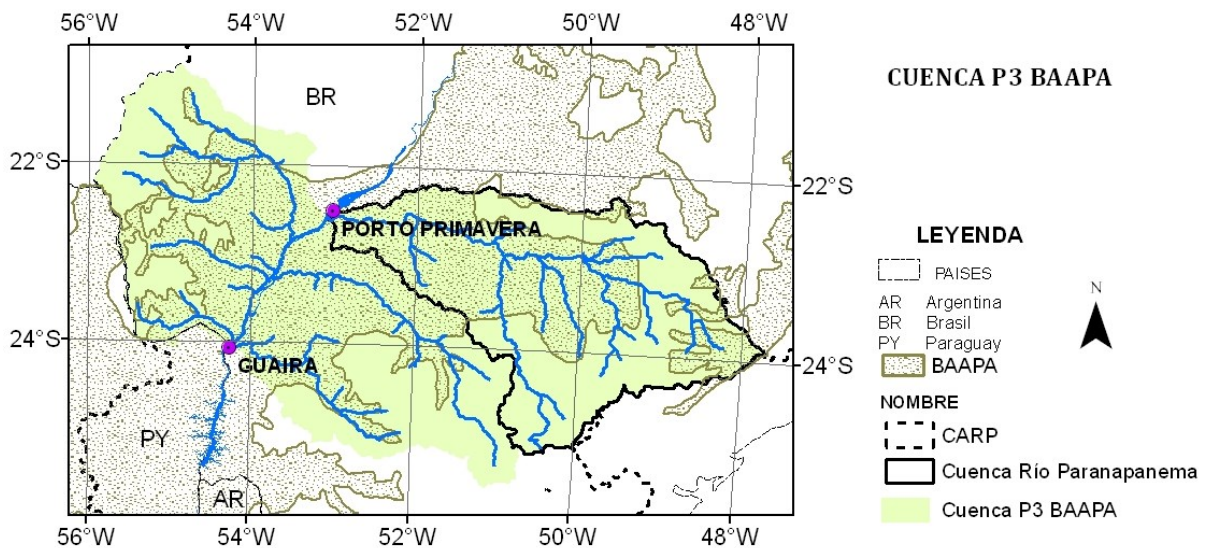 56°W 54°W 52°W 50°W 48°W
CUENCA P3 BAAPA
BR
22°S
22°S
PORTO PRIMAVERA
LEYENDA
PAISES
N
AR Argentina
BR Brasil
PY Paraguay
24°S
24°S
GUAIRA
BAAPA
NOMBRE
PY
CARP
Cuenca Río Paranapanema
AR
Cuenca P3 BAAPA
56°W 54°W 52°W 50°W 48°W